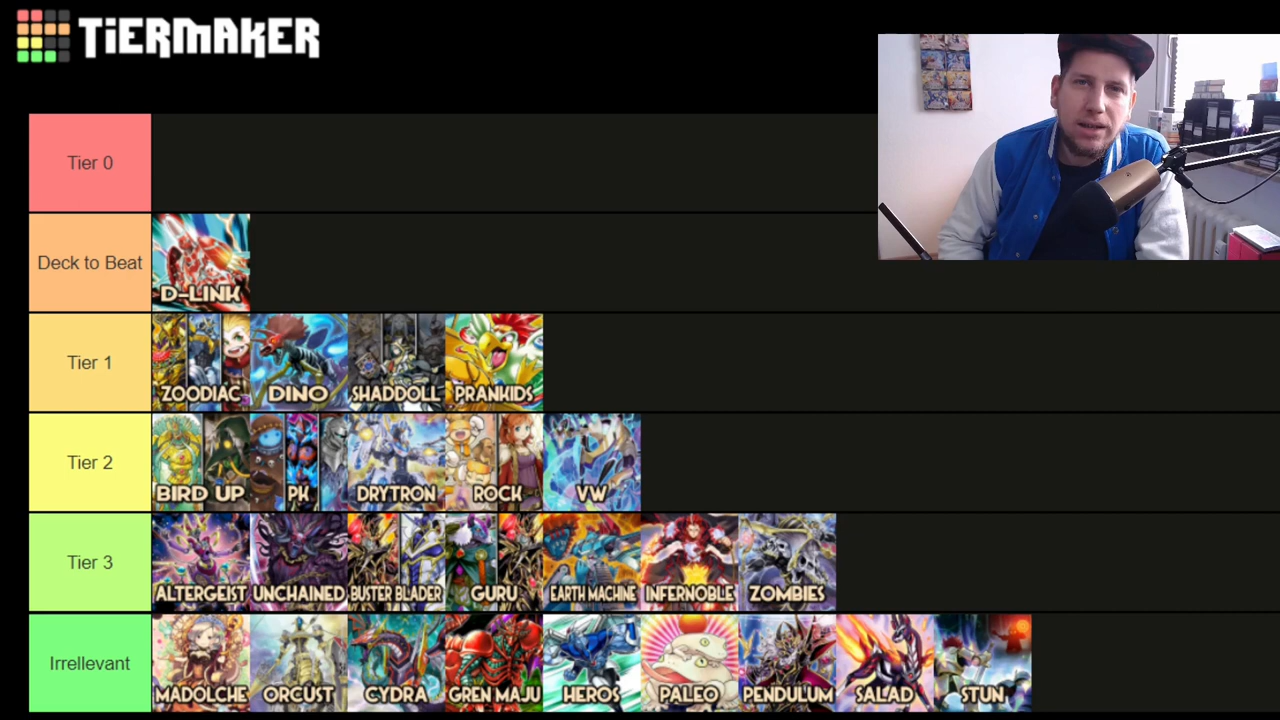 TiERMAKER
Tier 0
Deck to Beat
D-LINK
Tier 1
ZOODIAC
DINO
SHADDOLL
PRANKIDS
Tier 2
BIRD UP
PK
DRYTRON
ROCK
VW
Tier 3
ALTERGEIST
UNCHAINED
BUSTER BLADER
GURU
EARTH MACHINE
INFERNOBLE
ZOMBIES
Irrellevant
MADOLCHE
ORCUST
CYDRA
GREN MAJU
HEROS
PALEO
PENDULUM
SALAD
STUN